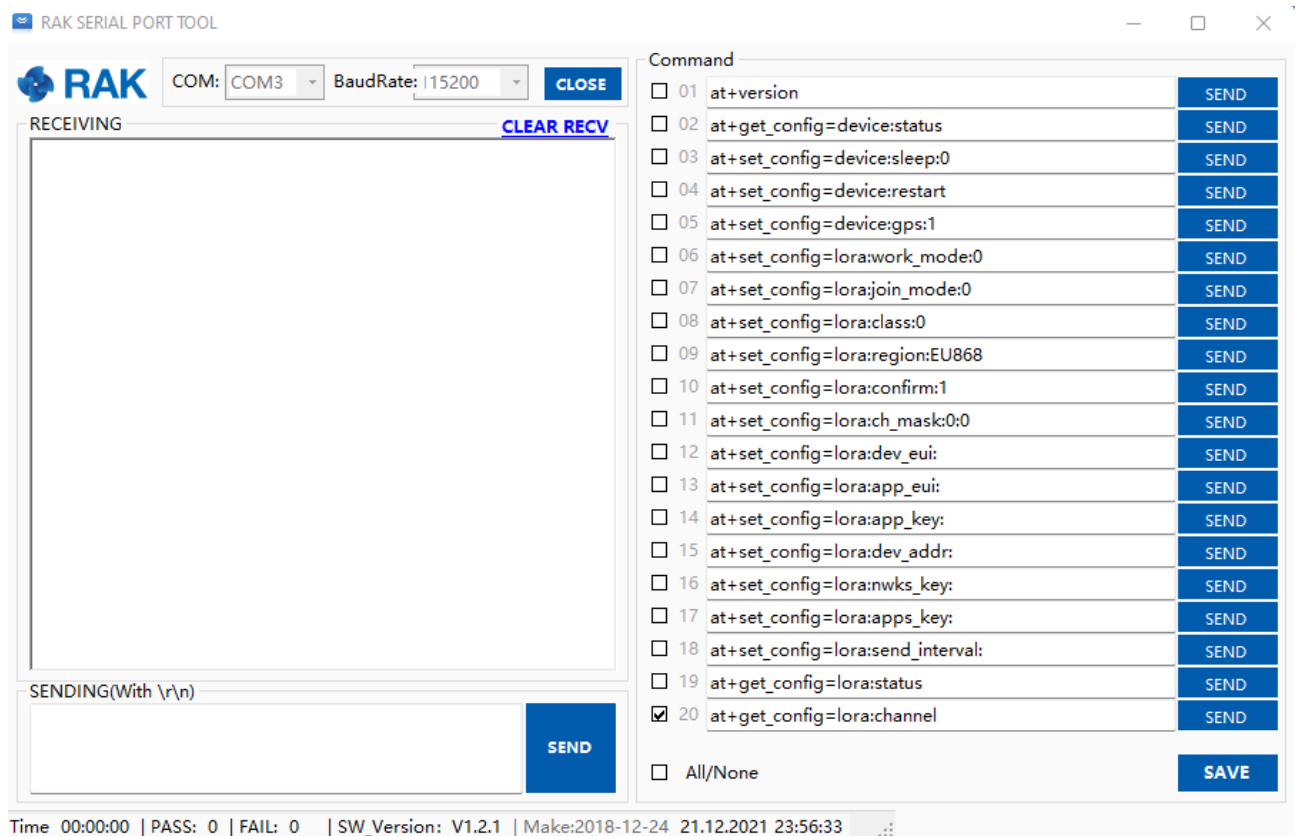 RAK SERIAL PORT TOOL
RAK
COM: COM3 BaudRate: 115200 CLOSE
RECEIVING CLEAR RECV
SENDING(With \r\n)
SEND
Command
01 at+version SEND
02 at+get_config=device:status SEND
03 at+set_config=device:sleep:0 SEND
04 at+set_config=device:restart SEND
05 at+set_config=device:gps:1 SEND
06 at+set_config=lora:work_mode:0 SEND
07 at+set_config=lora:join_mode:0 SEND
08 at+set_config=lora:class:0 SEND
09 at+set_config=lora:region:EU868 SEND
10 at+set_config=lora:confirm:1 SEND
11 at+set_config=lora:ch_mask:0:0 SEND
12 at+set_config=lora:dev_eui: SEND
13 at+set_config=lora:app_eui: SEND
14 at+set_config=lora:app_key: SEND
15 at+set_config=lora:dev_addr: SEND
16 at+set_config=lora:nwks_key: SEND
17 at+set_config=lora:apps_key: SEND
18 at+set_config=lora:send_interval: SEND
19 at+get_config=lora:status SEND
20 at+get_config=lora:channel SEND
All/None SAVE
Time 00:00:00 | PASS: 0 | FAIL: 0 | SW_Version: V1.2.1 | Make:2018-12-24 21.12.2021 23:56:33